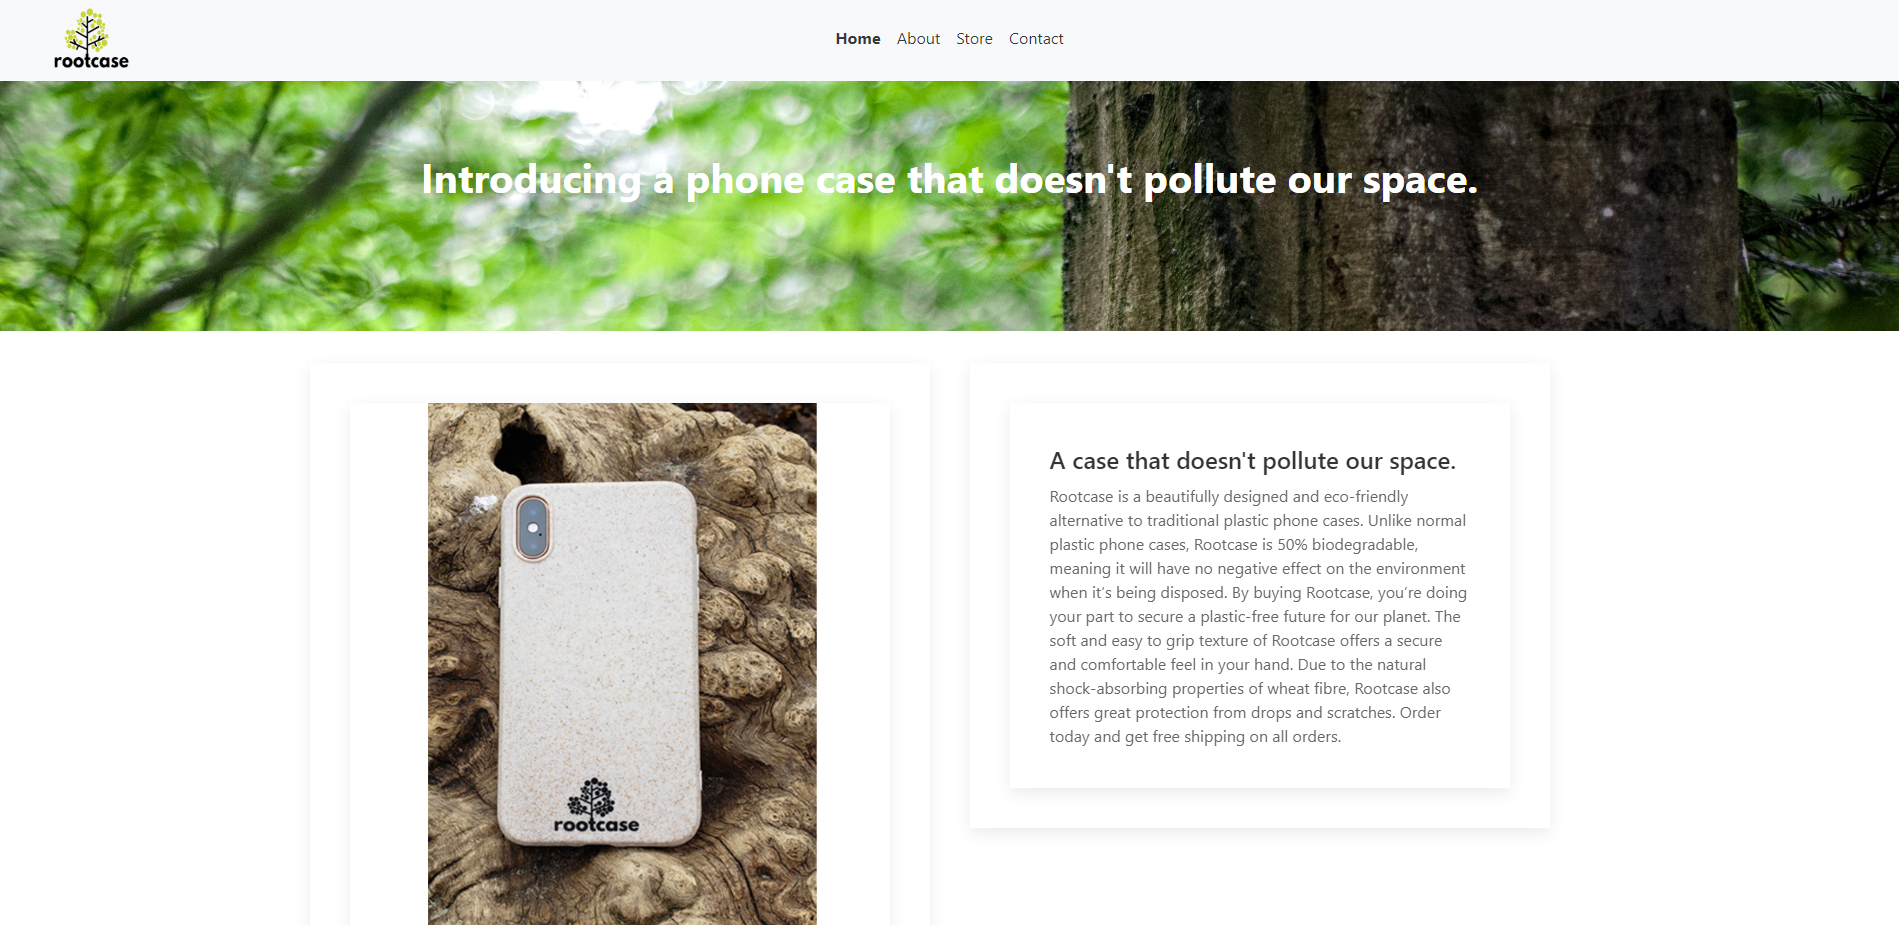 rootcase
Home About Store Contact
Introducing a phone case that doesn't pollute our space.
rootcase
A case that doesn't pollute our space.
Rootcase is a beautifully designed and eco-friendly
alternative to traditional plastic phone cases. Unlike normal
plastic phone cases, Rootcase is 50% biodegradable,
meaning it will have no negative effect on the environment
when it’s being disposed. By buying Rootcase, you’re doing
your part to secure a plastic-free future for our planet. The
soft and easy to grip texture of Rootcase offers a secure
and comfortable feel in your hand. Due to the natural
shock-absorbing properties of wheat fibre, Rootcase also
offers great protection from drops and scratches. Order
today and get free shipping on all orders.